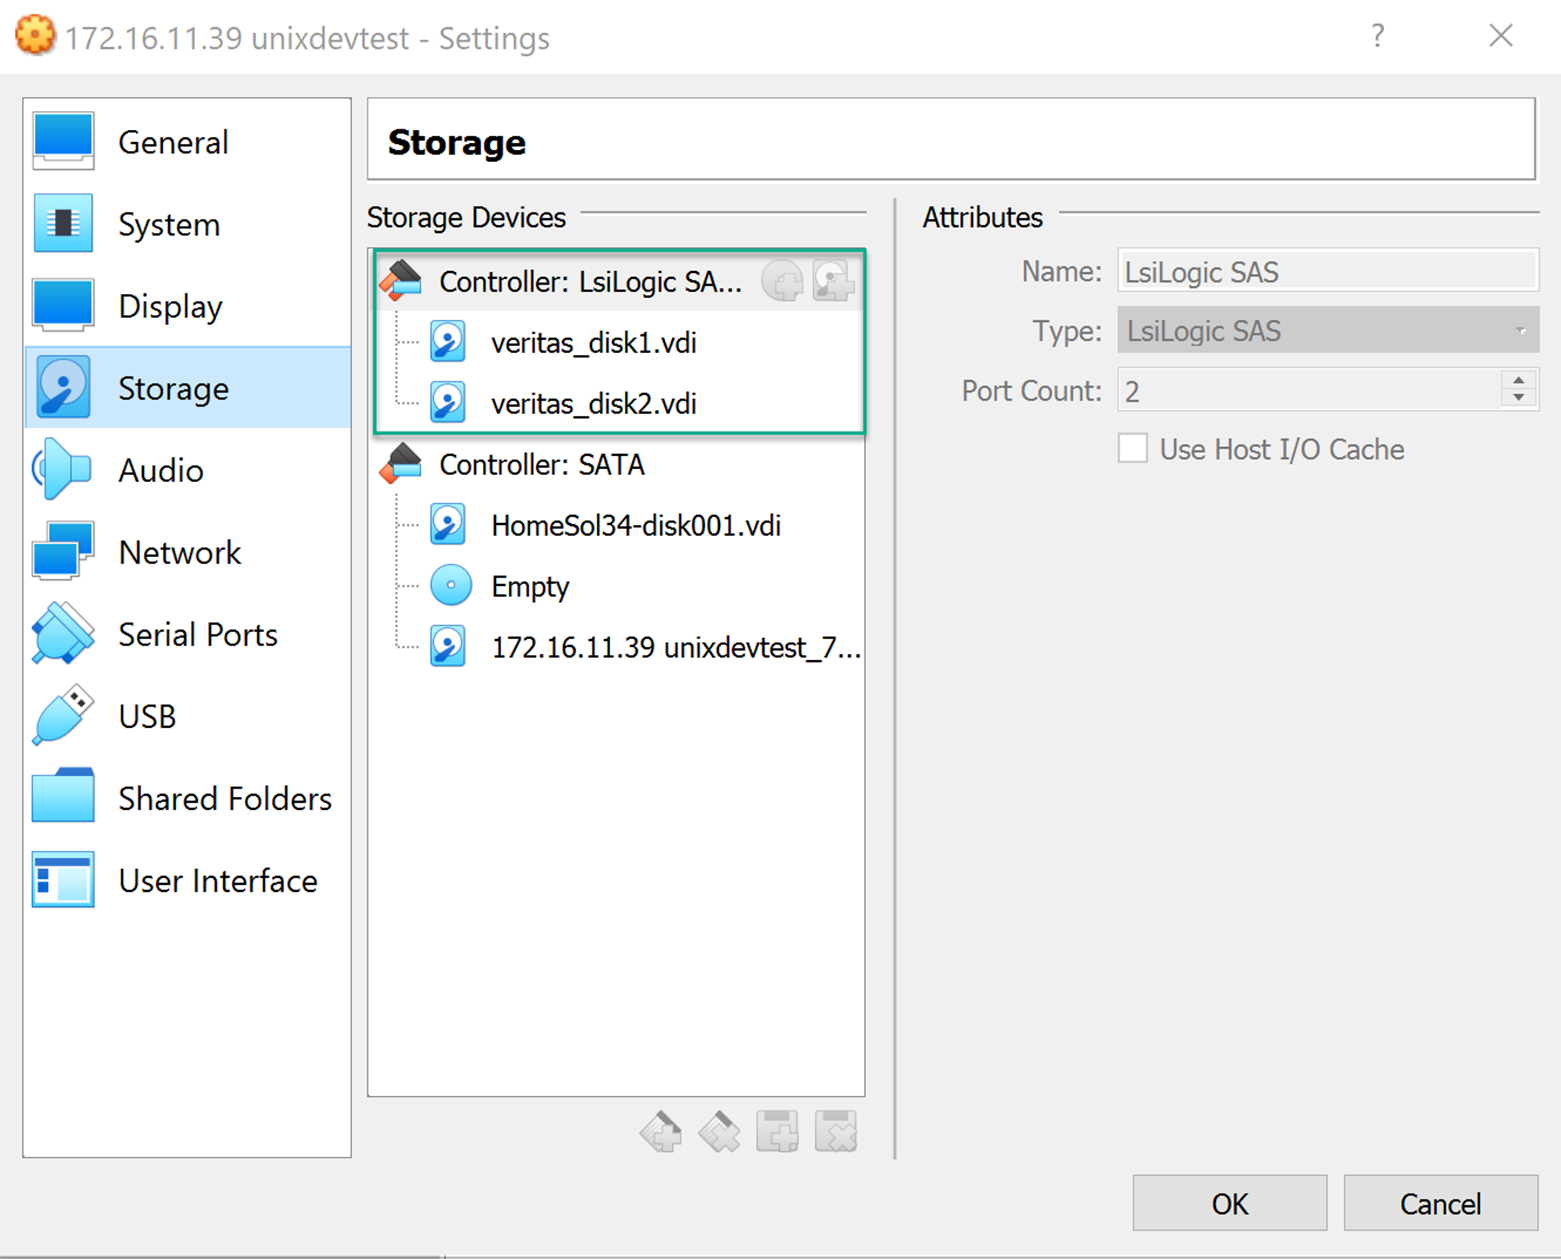 172.16.11.39 unixdevtest - Settings
?
General
System
Display
Storage
Audio
Network
Serial Ports
USB
Shared Folders
User Interface
Storage
Storage Devices
Controller: LsiLogic SA...
veritas_disk1.vdi
veritas_disk2.vdi
Controller: SATA
HomeSol34-disk001.vdi
Empty
172.16.11.39 unixdevtest_7...
Attributes
Name: LsiLogic SAS
Type: LsiLogic SAS
Port Count: 2
Use Host I/O Cache
OK
Cancel